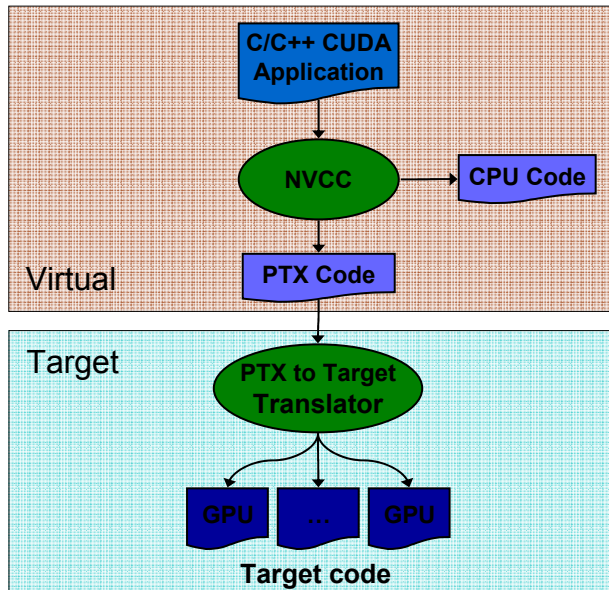 C/C++ CUDA
Application
NVCC
CPU Code
PTX Code
Virtual
Target
PTX to Target
Translator
GPU
...
GPU
Target code